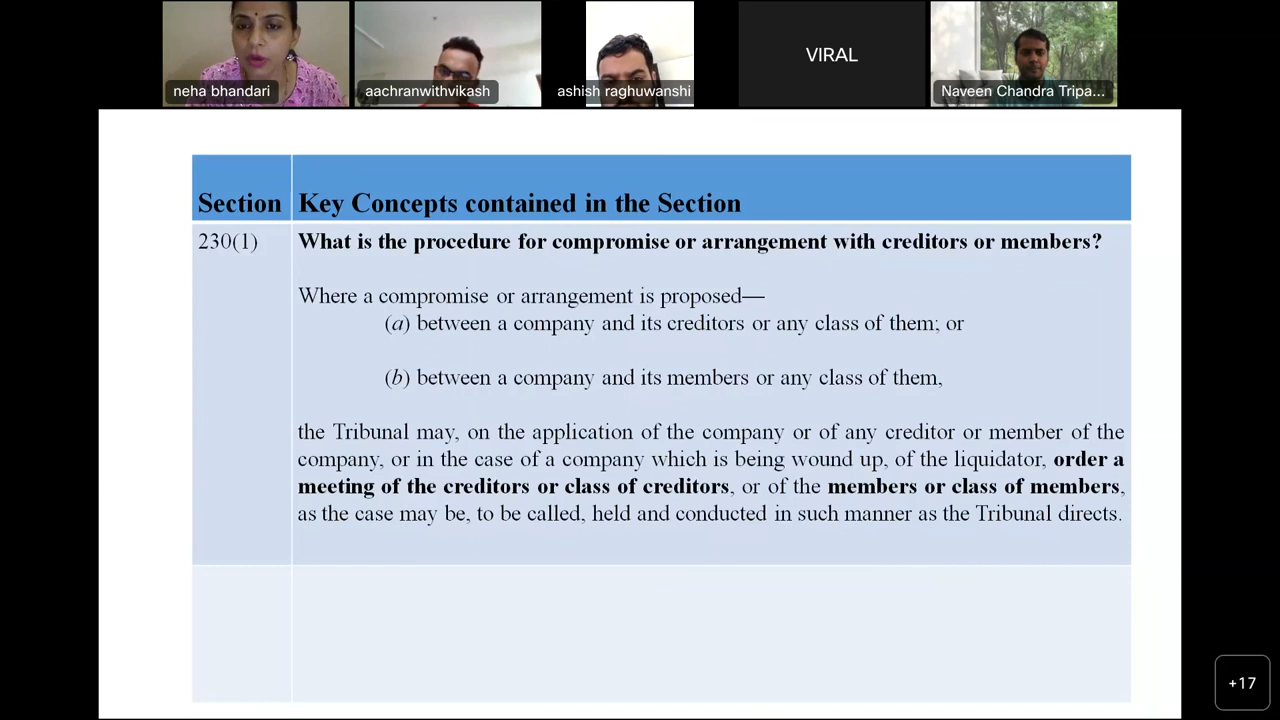 neha bhandari
aachranwithvikash
ashish raghuwanshi
VIRAL
Naveen Chandra Tripa...
Section
Key Concepts contained in the Section
230(1)
What is the procedure for compromise or arrangement with creditors or members?
Where a compromise or arrangement is proposed—
(a) between a company and its creditors or any class of them; or
(b) between a company and its members or any class of them,
the Tribunal may, on the application of the company or of any creditor or member of the
company, or in the case of a company which is being wound up, of the liquidator, order a
meeting of the creditors or class of creditors, or of the members or class of members,
as the case may be, to be called, held and conducted in such manner as the Tribunal directs.
+17